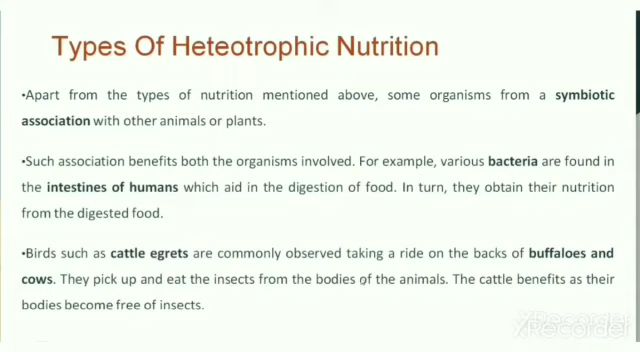 Types Of Heteotrophic Nutrition
•Apart from the types of nutrition mentioned above, some organisms from a symbiotic
association with other animals or plants.
•Such association benefits both the organisms involved. For example, various bacteria are found in
the intestines of humans which aid in the digestion of food. In turn, they obtain their nutrition
from the digested food.
•Birds such as cattle egrets are commonly observed taking a ride on the backs of buffaloes and
cows. They pick up and eat the insects from the bodies of the animals. The cattle benefits as their
bodies become free of insects.
XRecorder
XRecorder